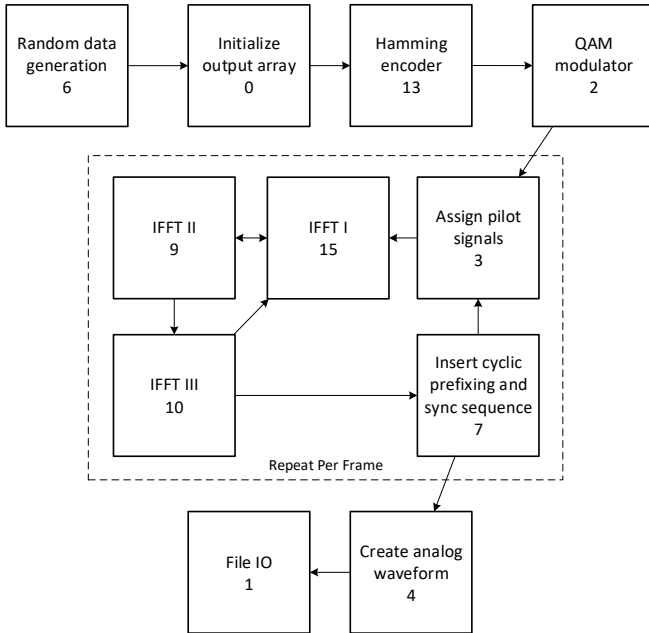 Random data
generation
6
Initialize
output array
0
Hamming
encoder
13
QAM
modulator
2
IFFT II
9
IFFT I
15
Assign pilot
signals
3
IFFT III
10
Insert cyclic
prefixing and
sync sequence
7
Repeat Per Frame
File IO
1
Create analog
waveform
4